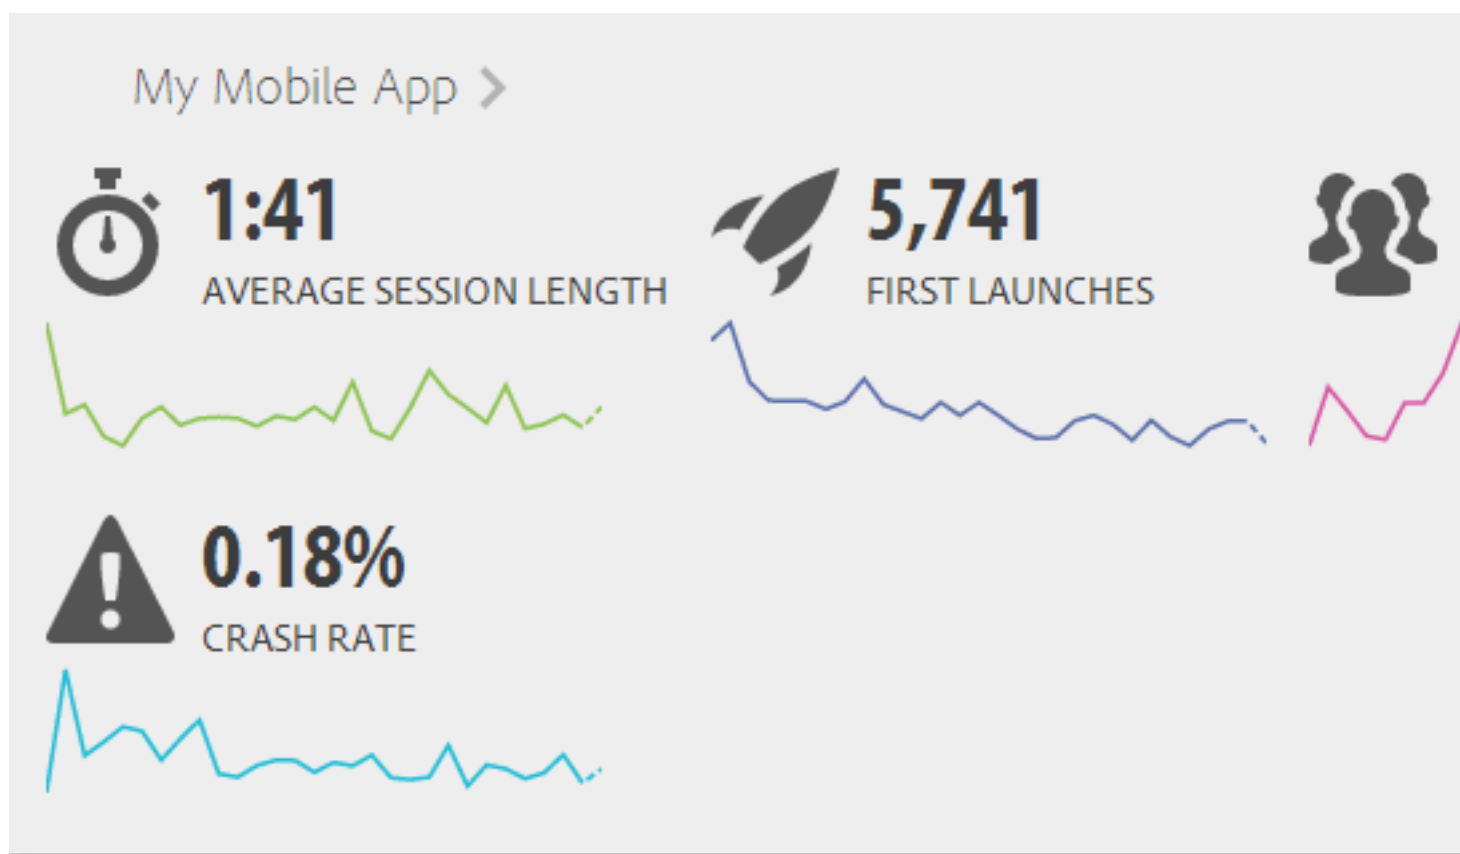 My Mobile App
1:41
AVERAGE SESSION LENGTH
5,741
FIRST LAUNCHES
0.18%
CRASH RATE